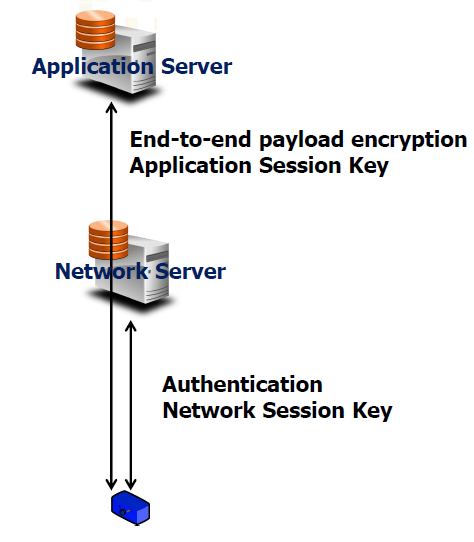 Application Server
End-to-end payload encryption
Application Session Key
Network Server
Authentication
Network Session Key